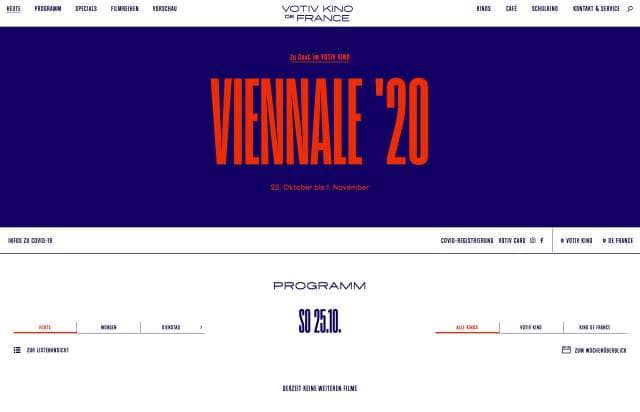 HEUTE PROGRAMM SPECIALS FILMREIHEN VORSCHAU
VOTIV KINO
DE FRANCE
KINOS CAFÉ SCHULKINO KONTAKT & SERVICE
Zu Gast im VOTIV KINO
VIENNALE '20
22. Oktober bis 1. November
INFOS ZU COVID-19
COVID-REGISTRIERUNG VOTIV CARD VOTIV KINO DE FRANCE
PROGRAMM
SO 25.10.
HEUTE MORGEN DIENSTAG
ALLE KINOS VOTIV KINO KINO DE FRANCE
ZUR LISTENANSICHT
ZUM WOCHENÜBERBLICK
DERZEIT KEINE WEITEREN FILME